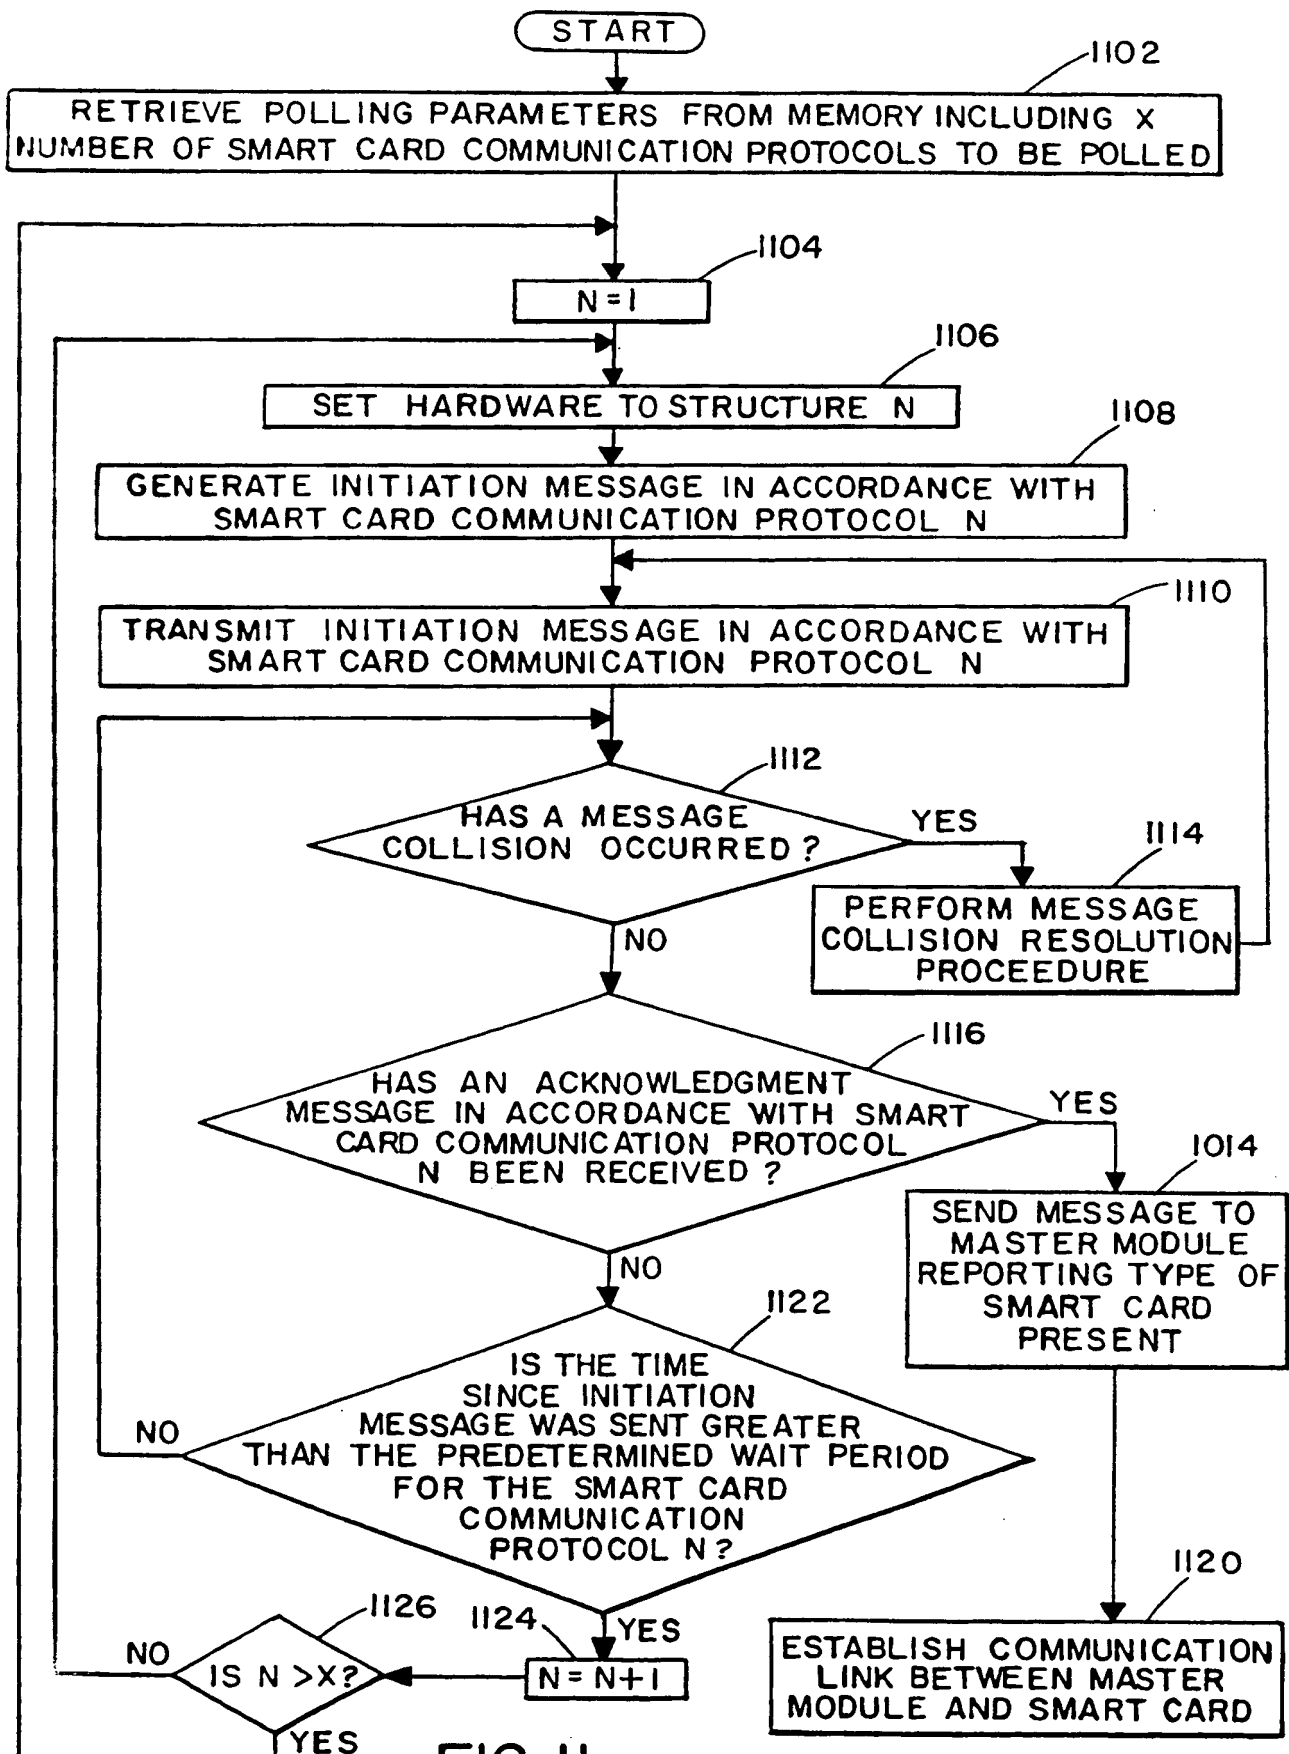 START
1102
RETRIEVE POLLING PARAMETERS FROM MEMORY INCLUDING X
NUMBER OF SMART CARD COMMUNICATION PROTOCOLS TO BE POLLED
1104
N=1
1106
SET HARDWARE TO STRUCTURE N
1108
GENERATE INITIATION MESSAGE IN ACCORDANCE WITH
SMART CARD COMMUNICATION PROTOCOL N
1110
TRANSMIT INITIATION MESSAGE IN ACCORDANCE WITH
SMART CARD COMMUNICATION PROTOCOL N
1112
HAS A MESSAGE
COLLISION OCCURRED?
YES
1114
PERFORM MESSAGE
COLLISION RESOLUTION
PROCEEDURE
NO
1116
HAS AN ACKNOWLEDGMENT
MESSAGE IN ACCORDANCE WITH SMART
CARD COMMUNICATION PROTOCOL
N BEEN RECEIVED?
YES
1014
SEND MESSAGE TO
MASTER MODULE
REPORTING TYPE OF
SMART CARD
PRESENT
NO
1122
IS THE TIME
SINCE INITIATION
MESSAGE WAS SENT GREATER
THAN THE PREDETERMINED WAIT PERIOD
FOR THE SMART CARD
COMMUNICATION
PROTOCOL N?
NO
YES
1124
N=N+1
1126
IS N >X?
NO
YES
1120
ESTABLISH COMMUNICATION
LINK BETWEEN MASTER
MODULE AND SMART CARD
FIG. 11